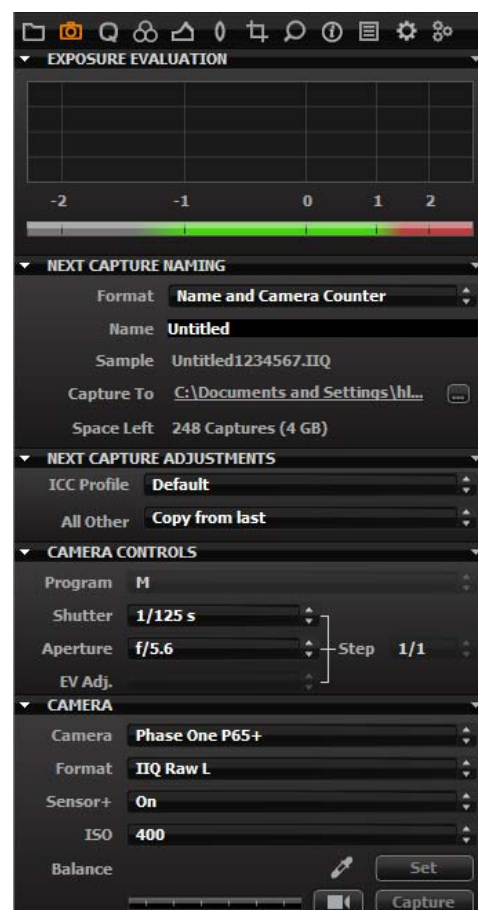 EXPOSURE EVALUATION
-2 -1 0 1 2
NEXT CAPTURE NAMING
Format Name and Camera Counter
Name Untitled
Sample Untitled1234567.IIQ
Capture To C:\Documents and Settings\hl... ...
Space Left 248 Captures (4 GB)
NEXT CAPTURE ADJUSTMENTS
ICC Profile Default
All Other Copy from last
CAMERA CONTROLS
Program M
Shutter 1/125 s
Aperture f/5.6 Step 1/1
EV Adj.
CAMERA
Camera Phase One P65+
Format IIQ Raw L
Sensor+ On
ISO 400
Balance Set
Capture